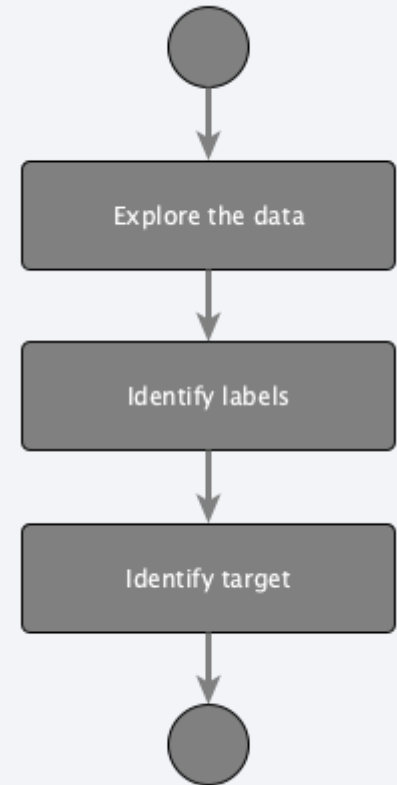 Explore the data
Identify labels
Identify target